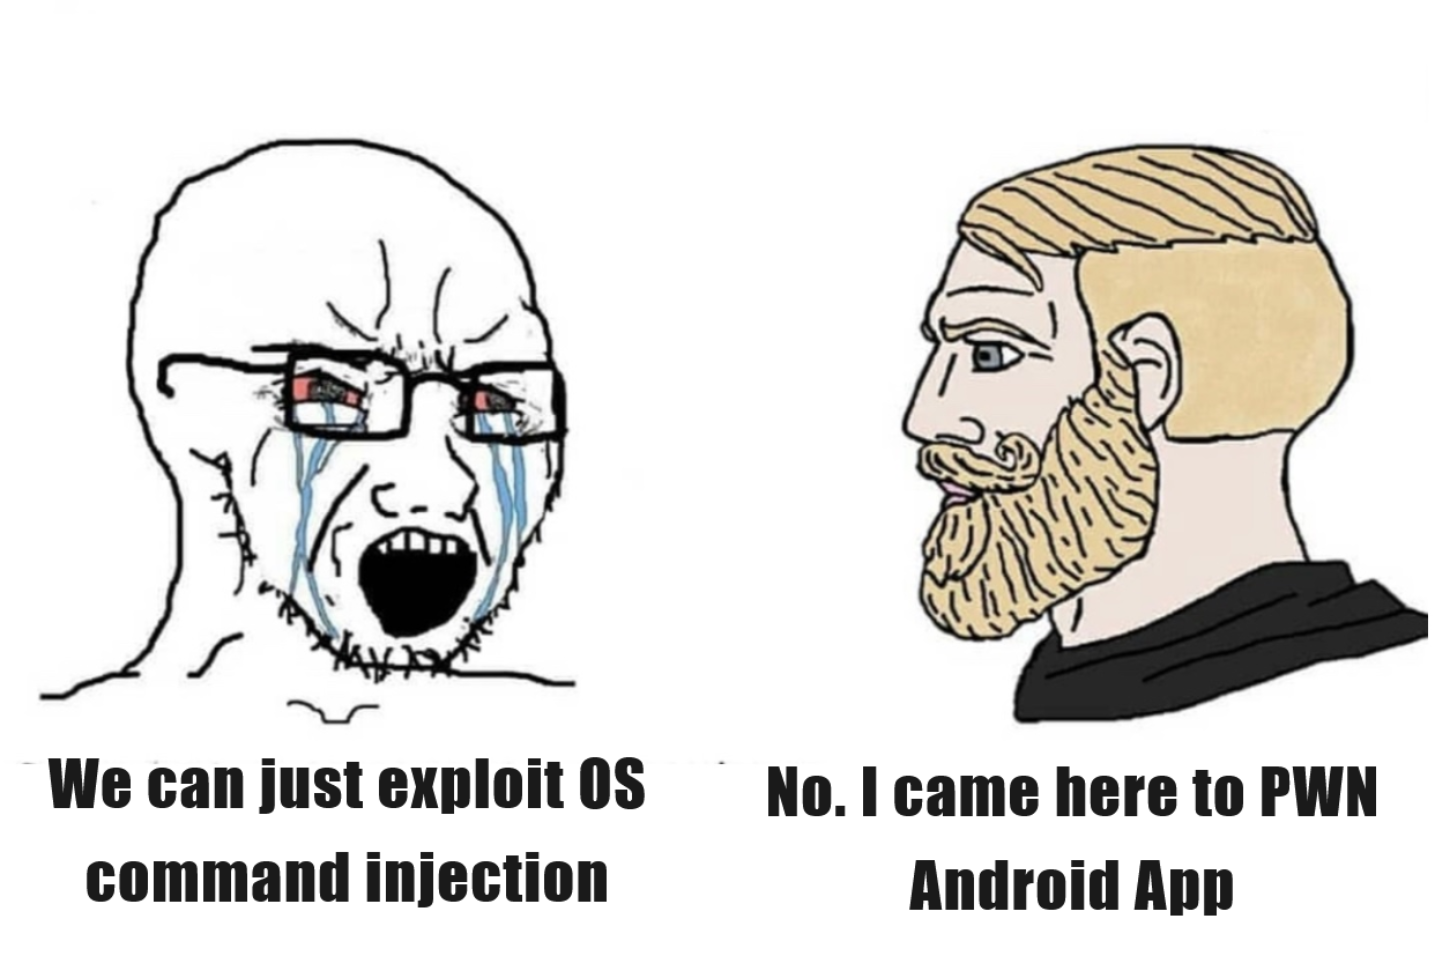 We can just exploit OS
command injection
No. I came here to PWN
Android App